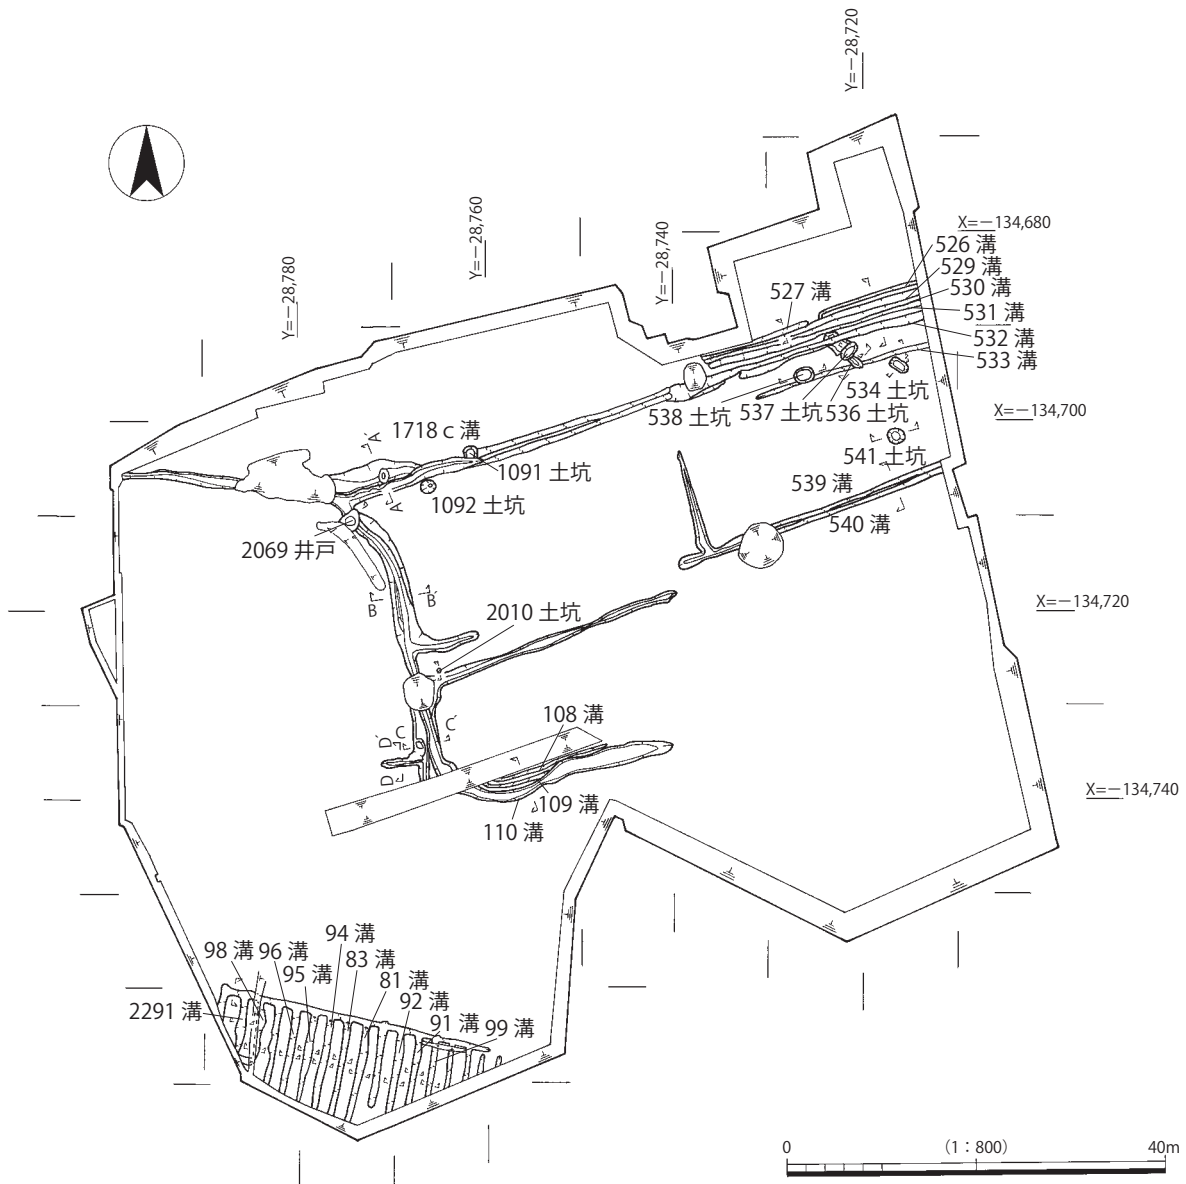 Y=－28,720
Y=－28,760
Y=－28,740
Y=－28,780
X=－134,680
526 溝
529 溝
530 溝
527 溝
531 溝
532 溝
533 溝
534 土坑
538 土坑
537 土坑
536 土坑
X=－134,700
1718 c 溝
A´
541 土坑
1091 土坑
539 溝
1092 土坑
A
540 溝
2069 井戸
B
B´
X=－134,720
2010 土坑
108 溝
C
C´
D´
D
X=－134,740
109 溝
110 溝
94 溝
98 溝
96 溝
83 溝
95 溝
81 溝
92 溝
2291 溝
91 溝
99 溝
0
(1：800)
40m